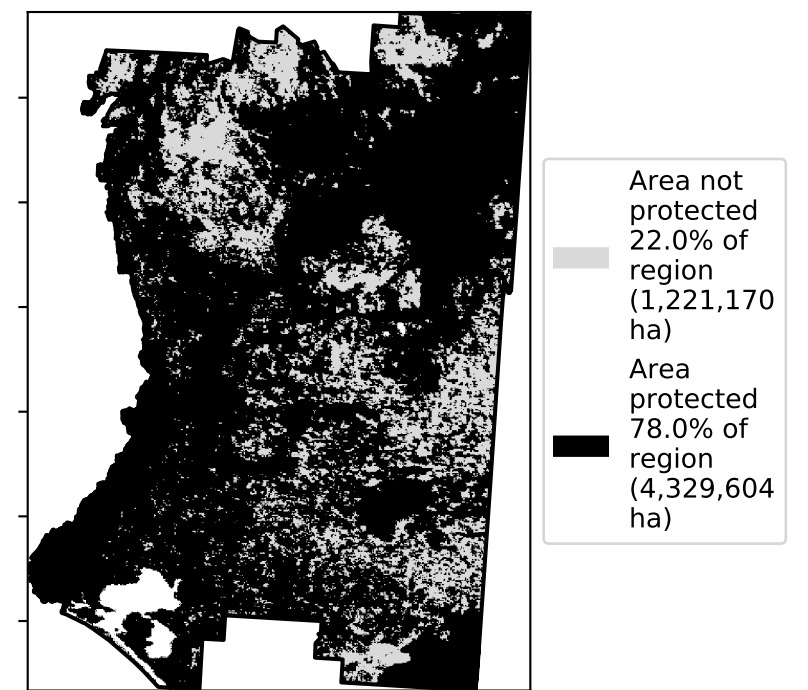 Area not
protected
22.0% of
region
(1,221,170
ha)
Area
protected
78.0% of
region
(4,329,604
ha)